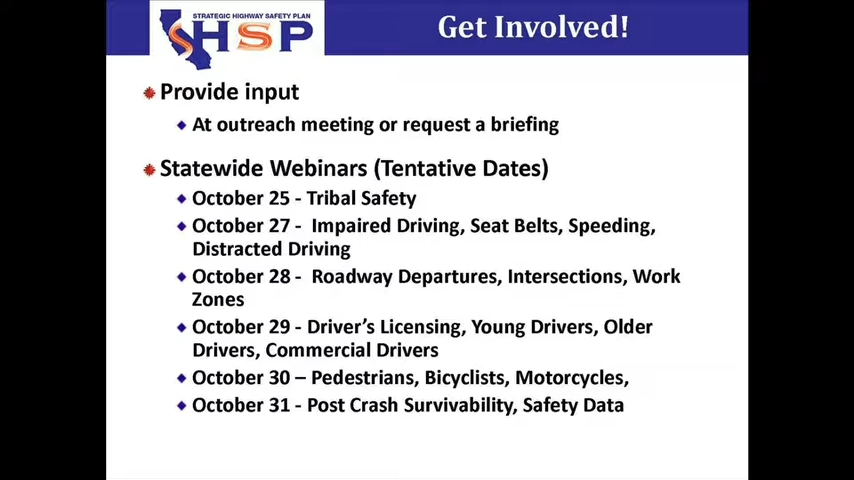 STRATEGIC HIGHWAY SAFETY PLAN
SHSP
Get Involved!
Provide input
At outreach meeting or request a briefing
Statewide Webinars (Tentative Dates)
October 25 - Tribal Safety
October 27 - Impaired Driving, Seat Belts, Speeding,
Distracted Driving
October 28 - Roadway Departures, Intersections, Work
Zones
October 29 - Driver’s Licensing, Young Drivers, Older
Drivers, Commercial Drivers
October 30 – Pedestrians, Bicyclists, Motorcycles,
October 31 - Post Crash Survivability, Safety Data